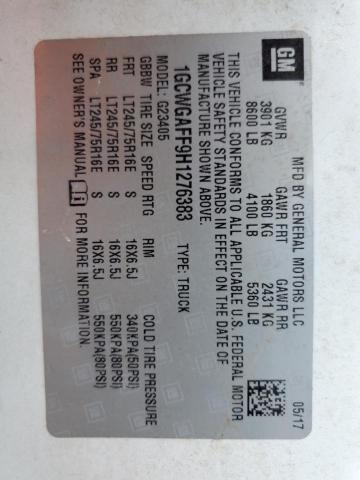 GM
MFD BY GENERAL MOTORS LLC 05/17
GVWR GAWR FRT GAWR RR
3901 KG 1860 KG 2431 KG
8600 LB 4100 LB 5360 LB
THIS VEHICLE CONFORMS TO ALL APPLICABLE U.S. FEDERAL MOTOR
VEHICLE SAFETY STANDARDS IN EFFECT ON THE DATE OF
MANUFACTURE SHOWN ABOVE.
1GCWGAFF9H1276383 TYPE: TRUCK
MODEL: G23405
GBBW TIRE SIZE SPEED RTG RIM COLD TIRE PRESSURE
FRT LT245/75R16E S 16X6.5J 340KPA(50PSI)
RR LT245/75R16E S 16X6.5J 550KPA(80PSI)
SPA LT245/75R16E S 16X6.5J 550KPA(80PSI)
SEE OWNER'S MANUAL FOR MORE INFORMATION.